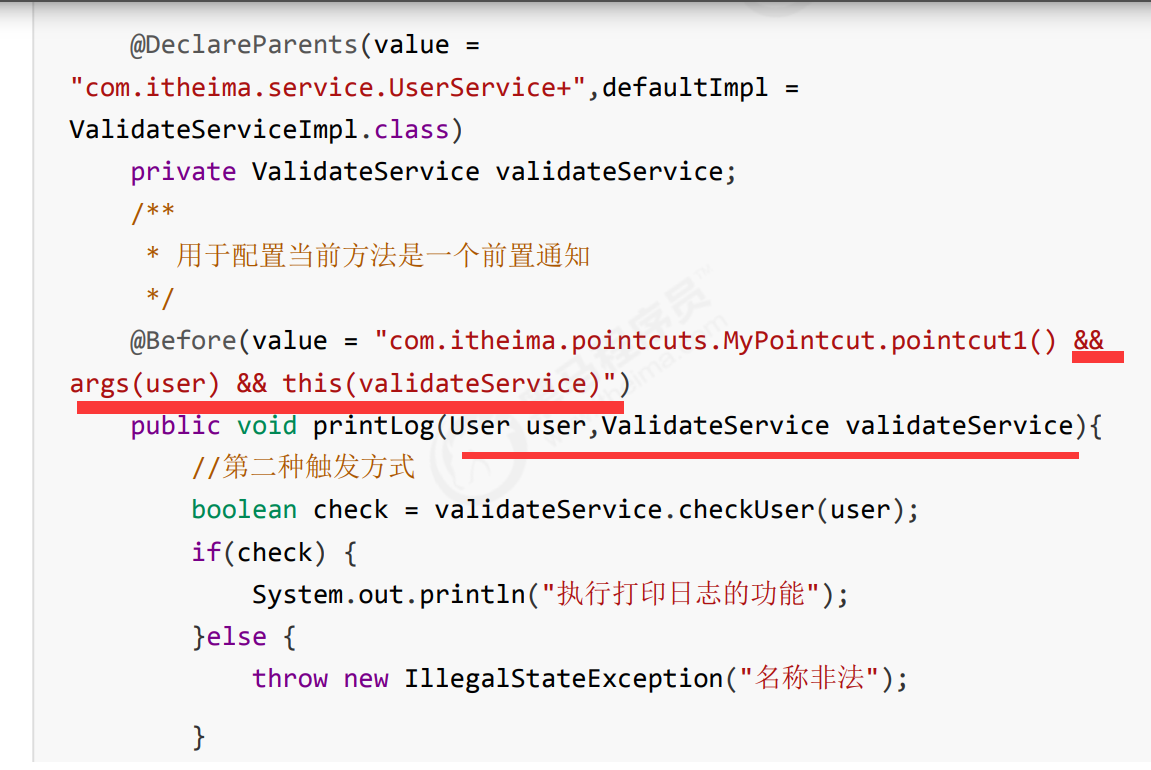 @DeclareParents(value =
"com.itheima.service.UserService+",defaultImpl =
ValidateServiceImpl.class)
private ValidateService validateService;
/**
* 用于配置当前方法是一个前置通知
*/
@Before(value = "com.itheima.pointcuts.MyPointcut.pointcut1() &&
args(user) && this(validateService)")
public void printLog(User user,ValidateService validateService){
//第二种触发方式
boolean check = validateService.checkUser(user);
if(check) {
System.out.println("执行打印日志的功能");
}else {
throw new IllegalStateException("名称非法");
}